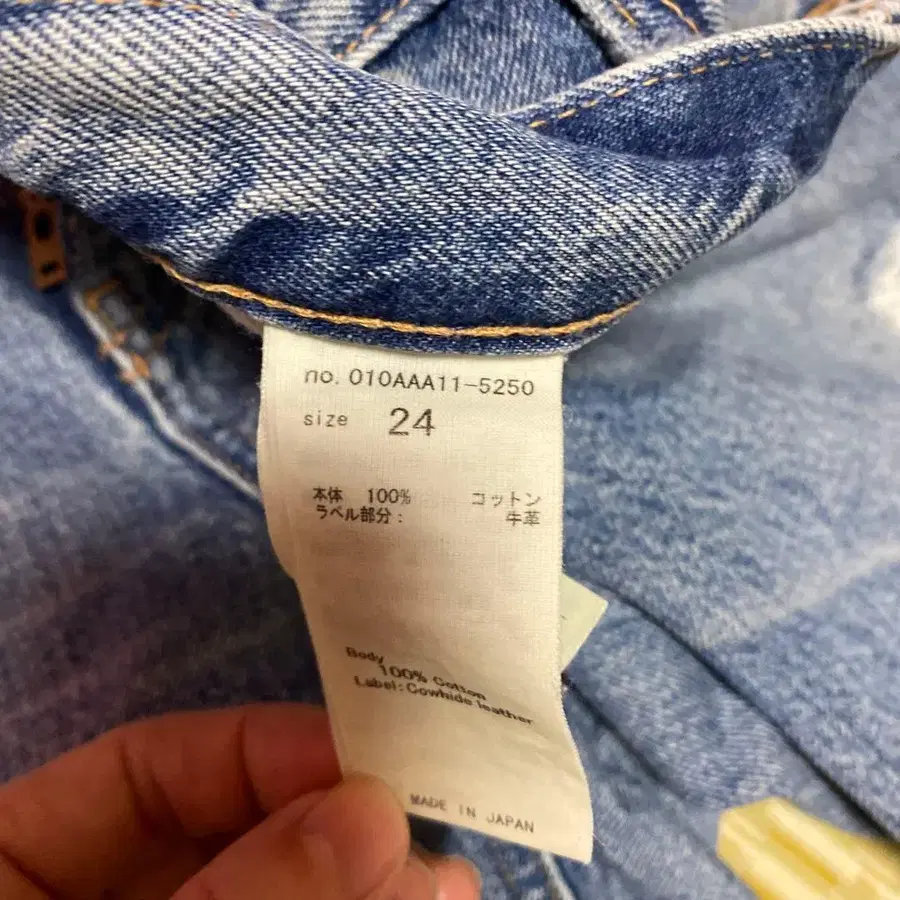 no. 010AAA11-5250
size 24
本体 100% コットン
ラベル部分: 牛革
Body
100% Cotton
Label:Cowhide leather
MADE IN JAPAN